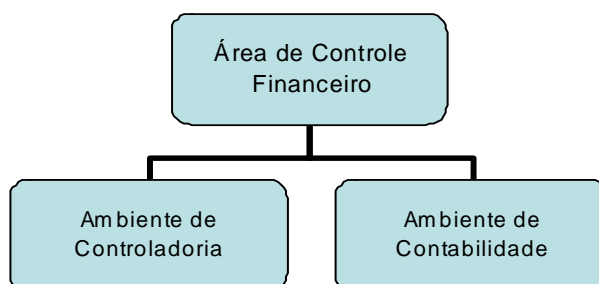 Área de Controle
Financeiro
Ambiente de
Controladoria
Ambiente de
Contabilidade